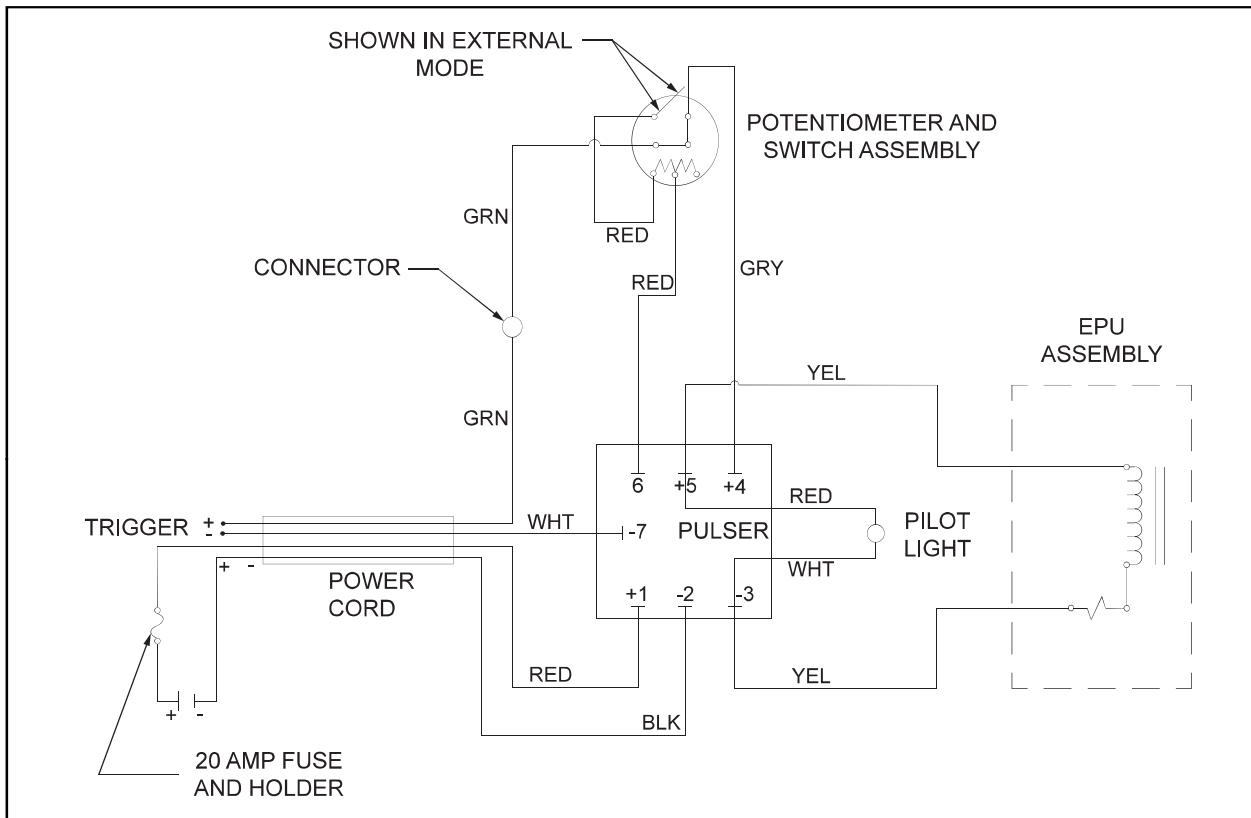 SHOWN IN EXTERNAL
MODE
POTENTIOMETER AND
SWITCH ASSEMBLY
GRN
RED
CONNECTOR
RED
GRY
EPU
ASSEMBLY
YEL
GRN
6
+5
+4
RED
TRIGGER
+
-
WHT
-7
PULSER
PILOT
LIGHT
+
-
WHT
POWER
CORD
+1
-2
-3
RED
YEL
+
-
BLK
20 AMP FUSE
AND HOLDER